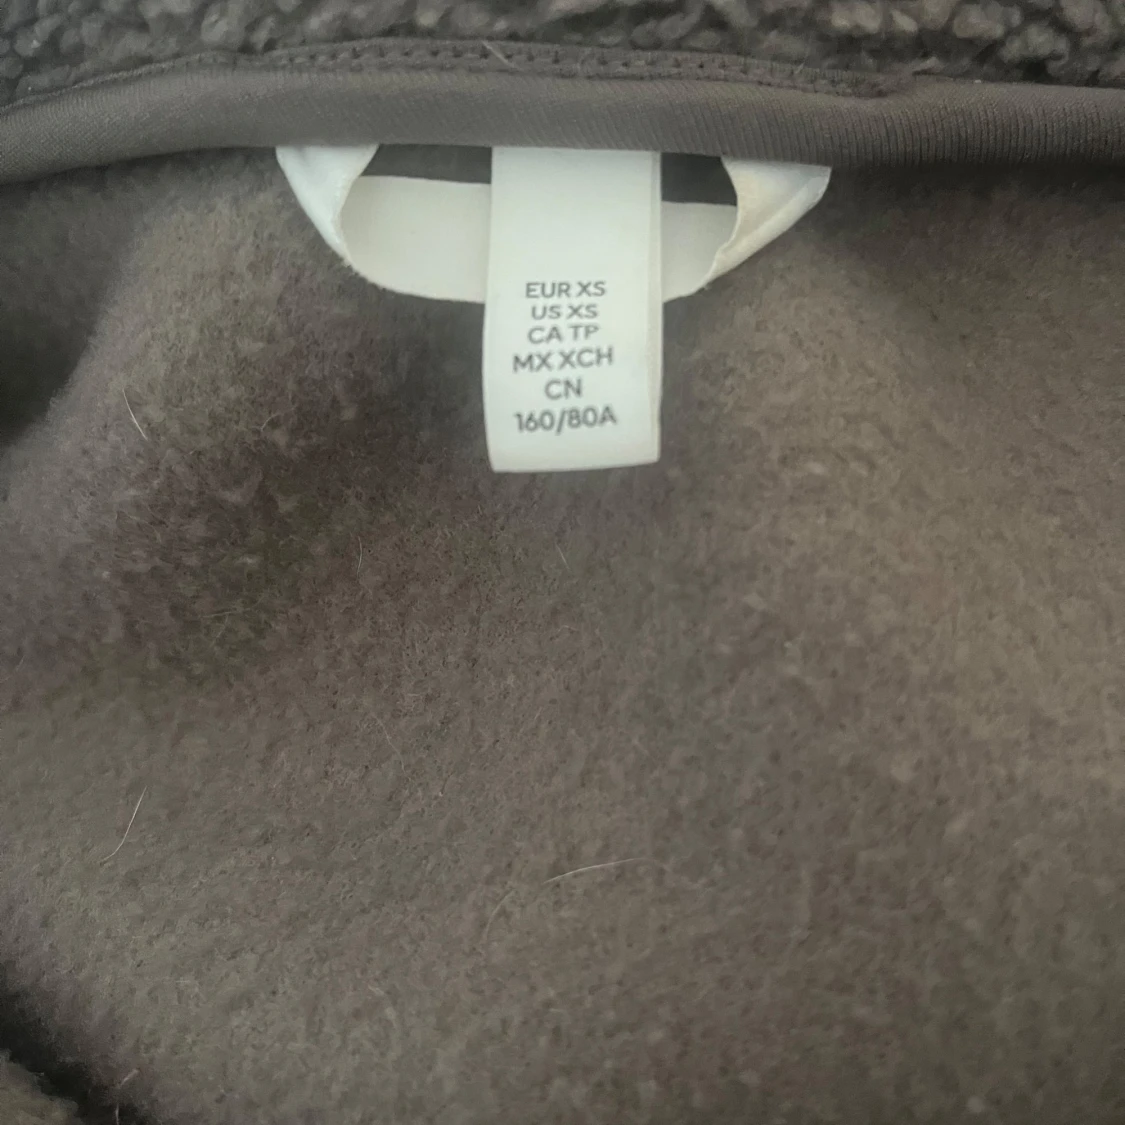 EUR XS
US XS
CA TP
MX XCH
CN
160/80A